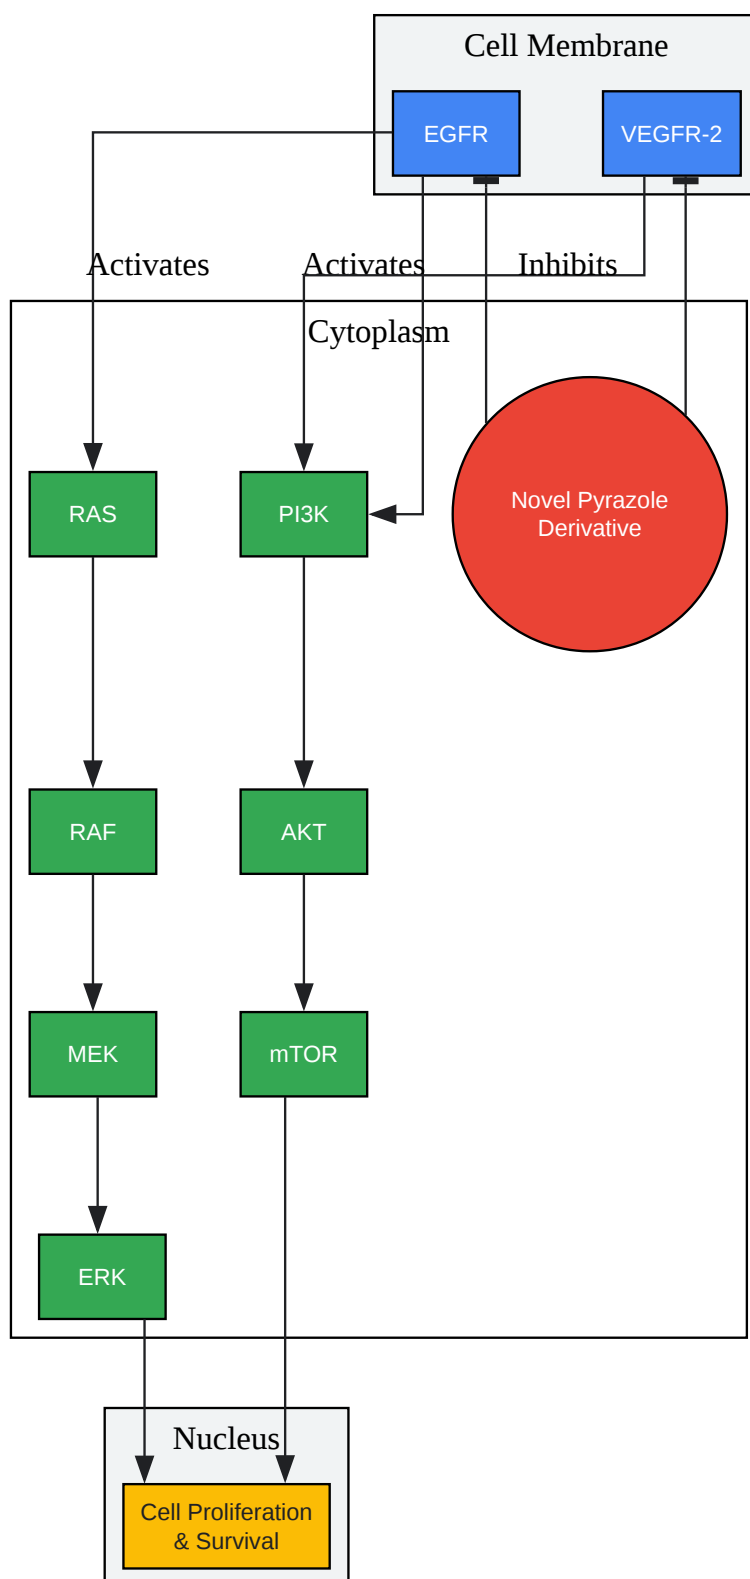 Cell Membrane
EGFR
VEGFR-2
Activates
Activates
Inhibits
Cytoplasm
RAS
PI3K
Novel Pyrazole
Derivative
RAF
AKT
MEK
mTOR
ERK
Nucleus
Cell Proliferation
& Survival